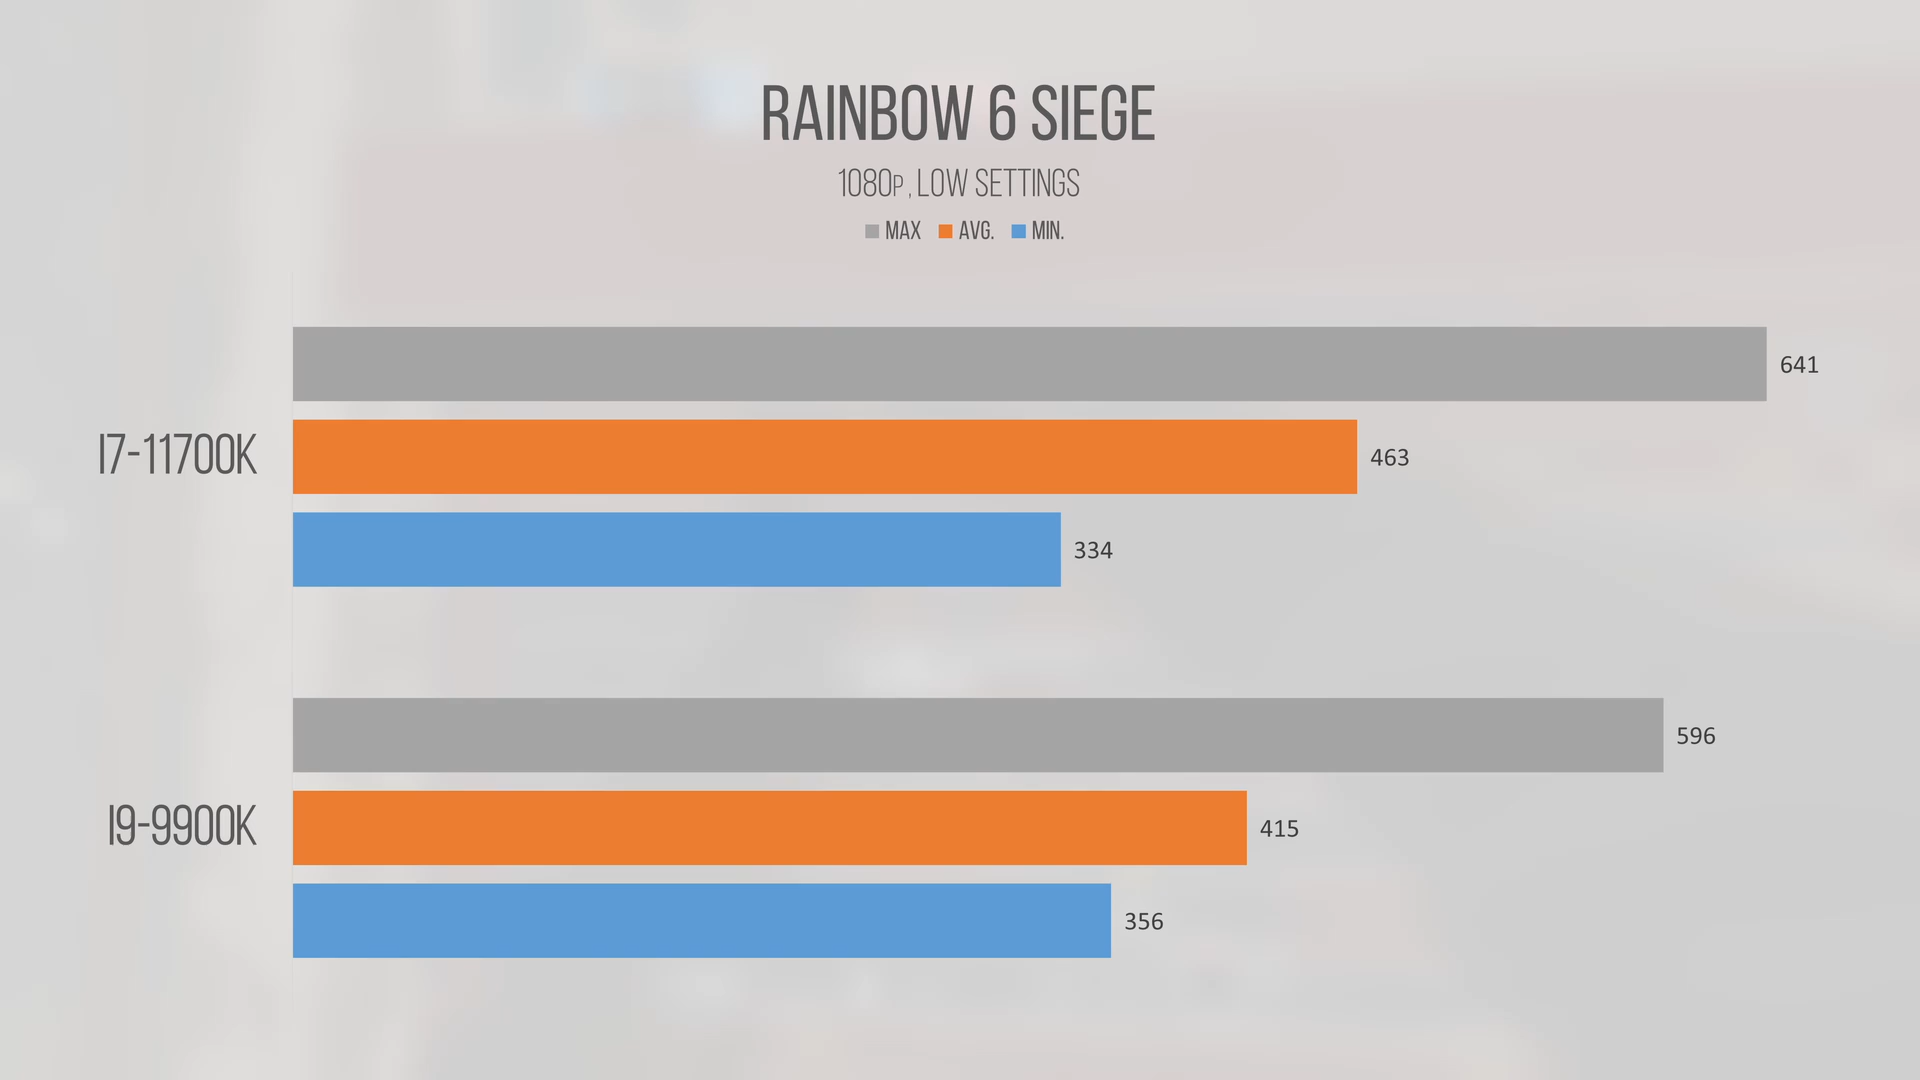 RAINBOW 6 SIEGE
1080P, LOW SETTINGS
MAX AVG. MIN.
641
I7-11700K
463
334
596
I9-9900K
415
356